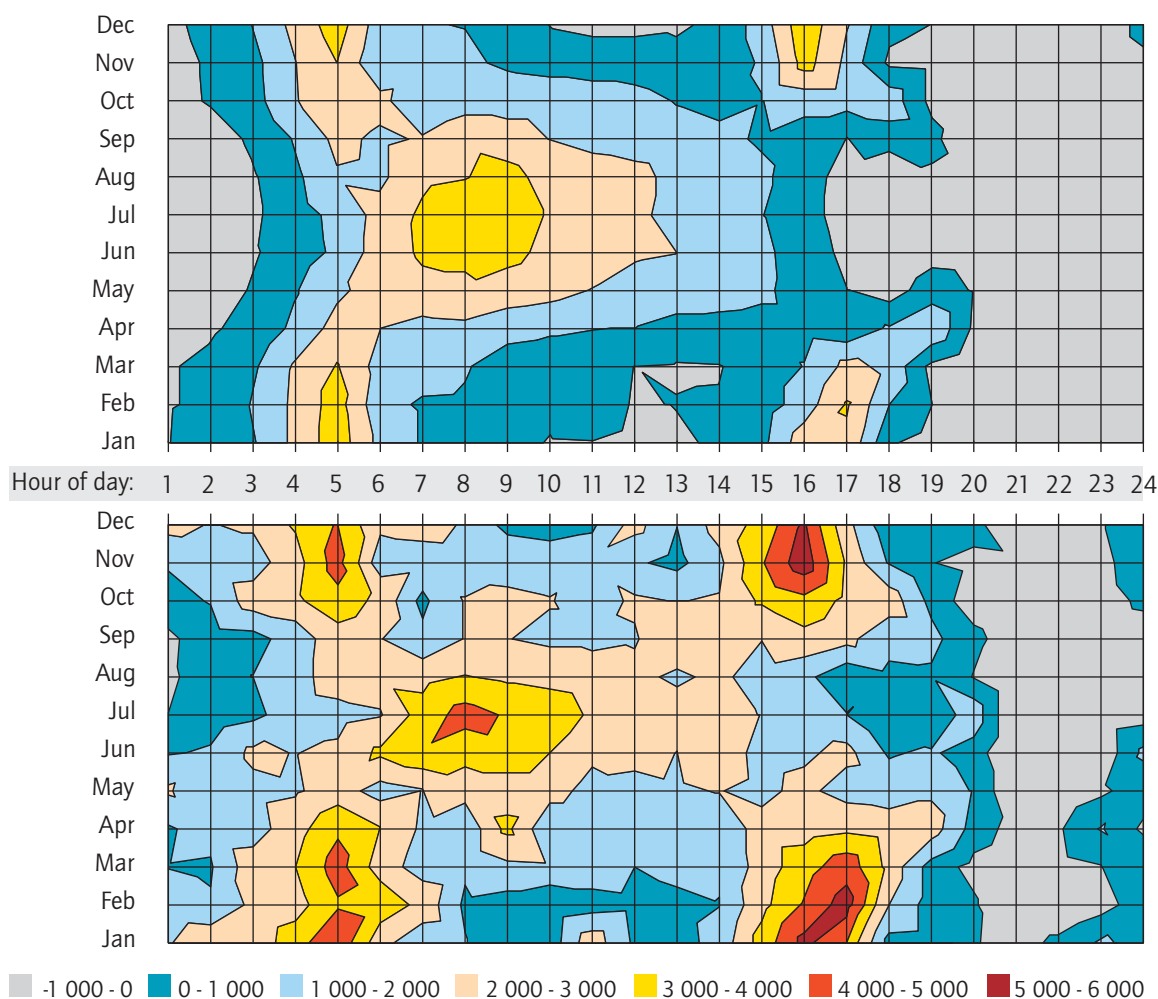 Dec
Nov
Oct
Sep
Aug
Jul
Jun
May
Apr
Mar
Feb
Jan
Hour of day: 1 2 3 4 5 6 7 8 9 10 11 12 13 14 15 16 17 18 19 20 21 22 23 24
Dec
Nov
Oct
Sep
Aug
Jul
Jun
May
Apr
Mar
Feb
Jan
-1 000 - 0 0 - 1 000 1 000 - 2 000 2 000 - 3 000 3 000 - 4 000 4 000 - 5 000 5 000 - 6 000